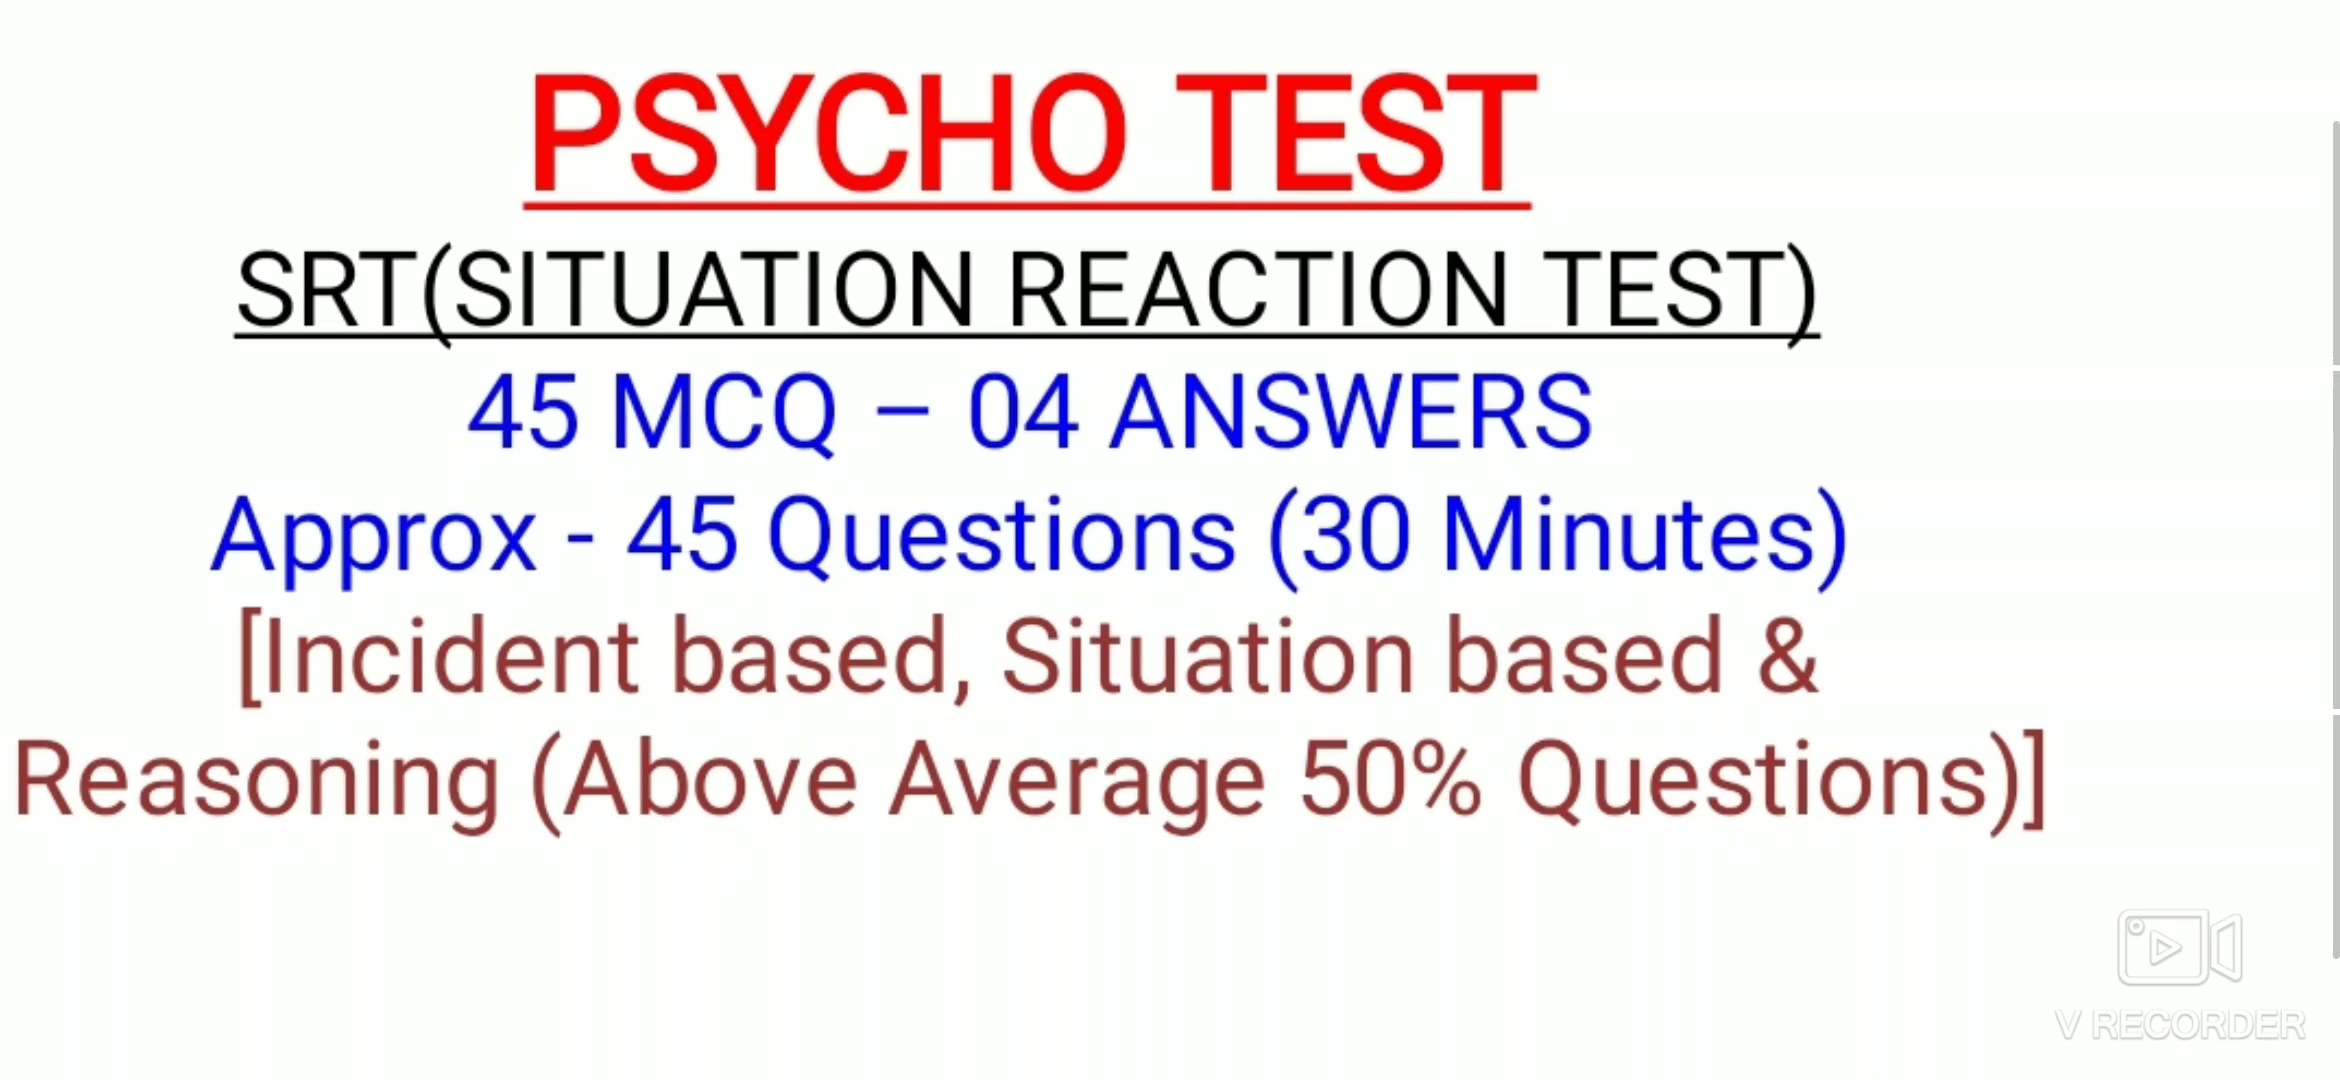 PSYCHO TEST
SRT(SITUATION REACTION TEST)
45 MCQ – 04 ANSWERS
Approx - 45 Questions (30 Minutes)
[Incident based, Situation based &
Reasoning (Above Average 50% Questions)]
V RECORDER